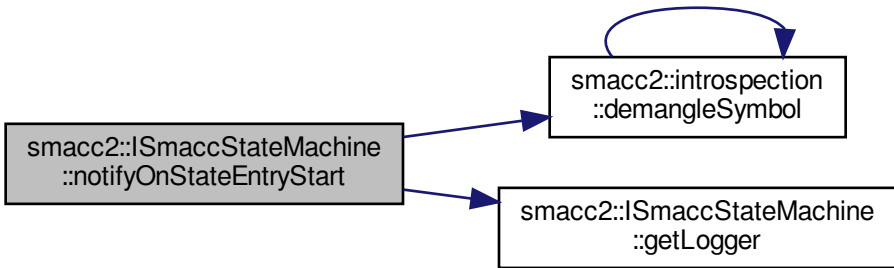 smacc2::introspection
::demangleSymbol
smacc2::ISmaccStateMachine
::notifyOnStateEntryStart
smacc2::ISmaccStateMachine
::getLogger